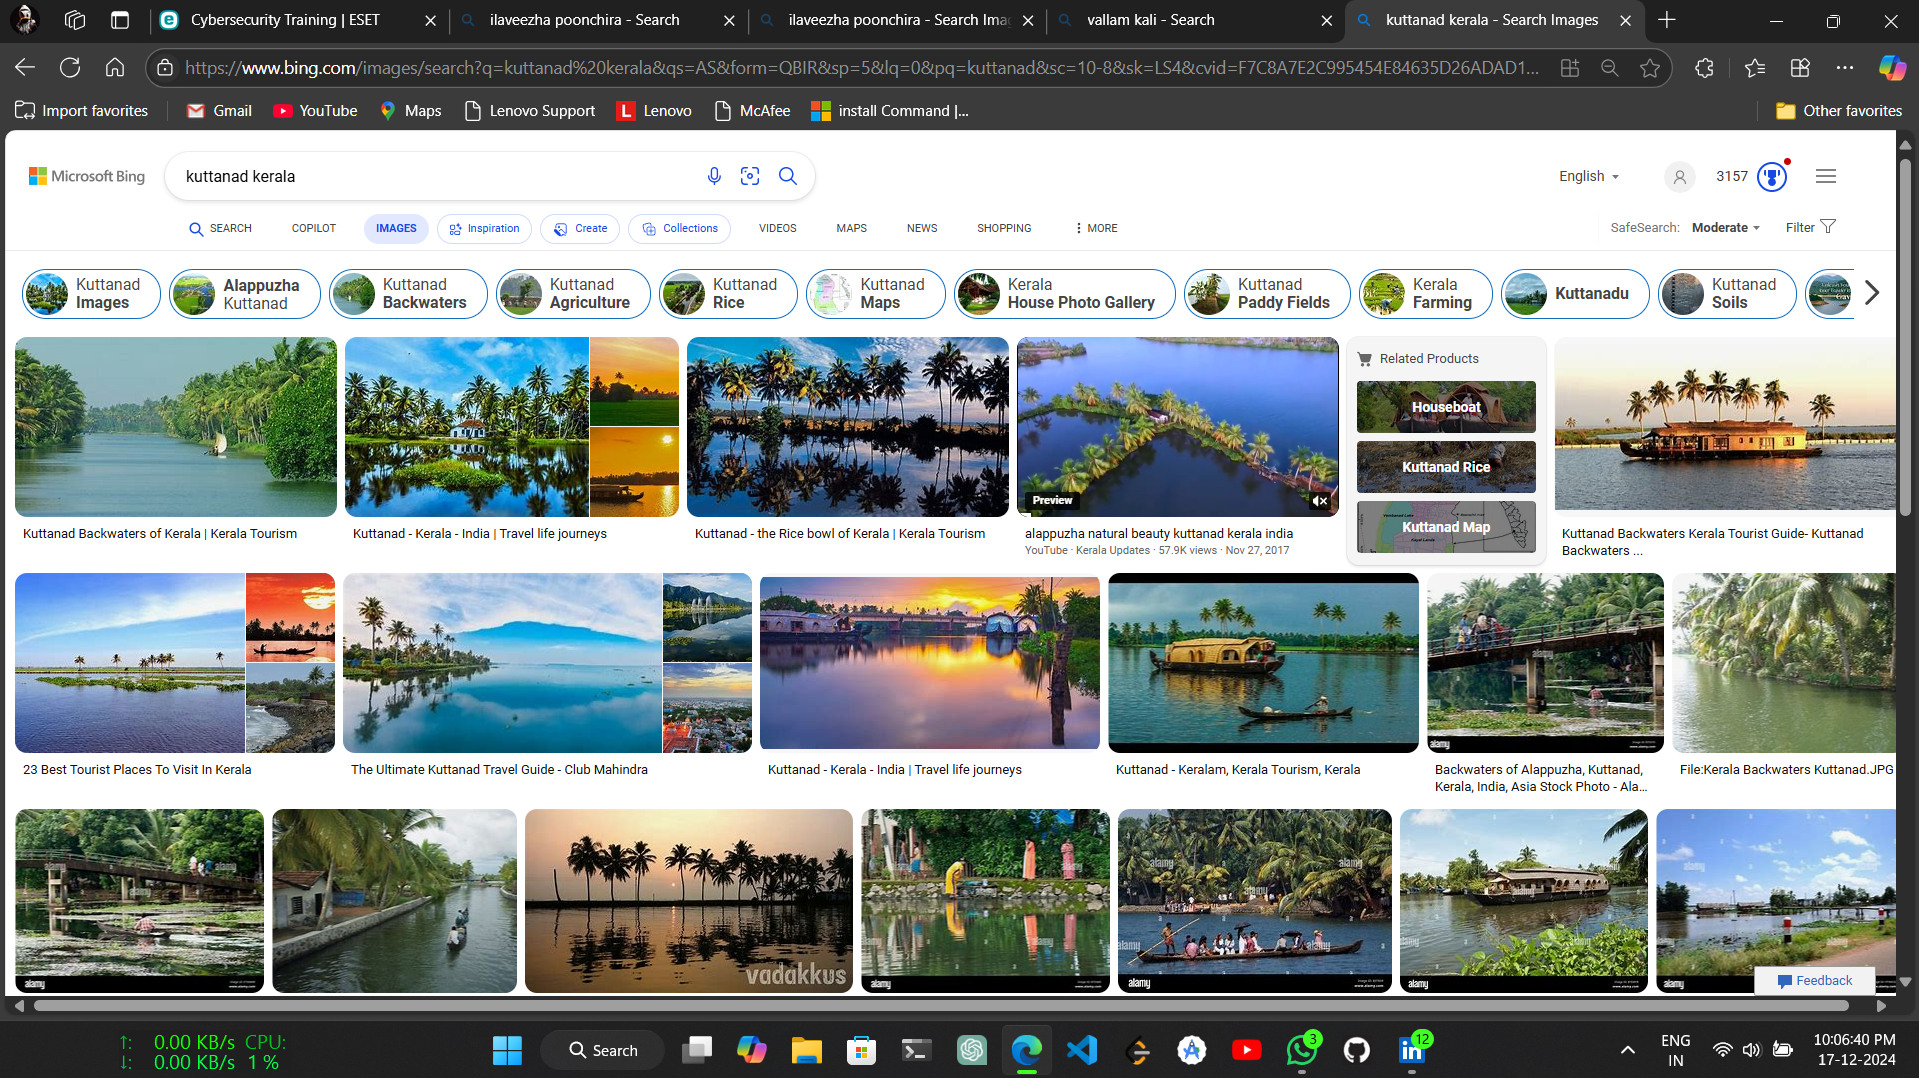 Cybersecurity Training | ESET
ilaveezha poonchira - Search
ilaveezha poonchira - Search Ima
vallam kali - Search
kuttanad kerala - Search Images
https://www.bing.com/images/search?q=kuttanad%20kerala&qs=AS&form=QBIR&sp=5&lq=0&pq=kuttanad&sc=10-8&sk=LS4&cvid=F7C8A7E2C995454E84635D26ADAD1...
Import favorites
Gmail
YouTube
Maps
Lenovo Support
Lenovo
McAfee
install Command |...
Other favorites
Microsoft Bing
kuttanad kerala
English
3157
SEARCH
COPILOT
IMAGES
Inspiration
Create
Collections
VIDEOS
MAPS
NEWS
SHOPPING
MORE
SafeSearch: Moderate
Filter
Kuttanad
Images
Alappuzha
Kuttanad
Kuttanad
Backwaters
Kuttanad
Agriculture
Kuttanad
Rice
Kuttanad
Maps
Kerala
House Photo Gallery
Kuttanad
Paddy Fields
Kerala
Farming
Kuttanadu
Kuttanad
Soils
Kuttanad Backwaters of Kerala | Kerala Tourism
Kuttanad - Kerala - India | Travel life journeys
Kuttanad - the Rice bowl of Kerala | Kerala Tourism
Preview
alappuzha natural beauty kuttanad kerala india
YouTube · Kerala Updates · 57.9K views · Nov 27, 2017
Related Products
Houseboat
Kuttanad Rice
Kuttanad Map
Kuttanad Backwaters Kerala Tourist Guide- Kuttanad
Backwaters ...
23 Best Tourist Places To Visit In Kerala
The Ultimate Kuttanad Travel Guide - Club Mahindra
Kuttanad - Kerala - India | Travel life journeys
Kuttanad - Keralam, Kerala Tourism, Kerala
alamy
Backwaters of Alappuzha, Kuttanad,
Kerala, India, Asia Stock Photo - Ala...
File:Kerala Backwaters Kuttanad.JPG
alamy
vadakkus
alamy
alamy
alamy
alamy
Feedback
↑: 0.00 KB/s CPU:
↓: 0.00 KB/s 1 %
Search
3
12
ENG
IN
10:06:40 PM
17-12-2024